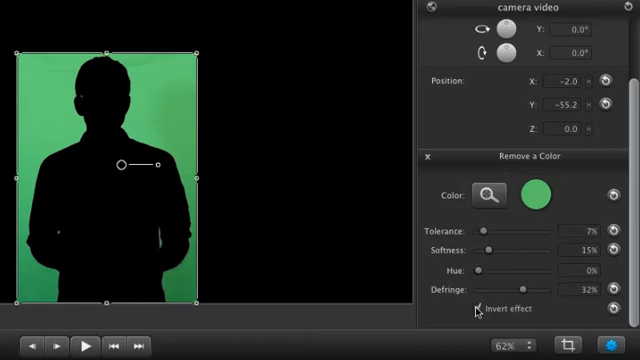 camera video
Y: 0.0°
X: 0.0°
Position: X: -2.0
Y: -55.2
Z: 0.0
x Remove a Color
Color:
Tolerance: 7%
Softness: 15%
Hue: 0%
Defringe: 32%
Invert effect
62%